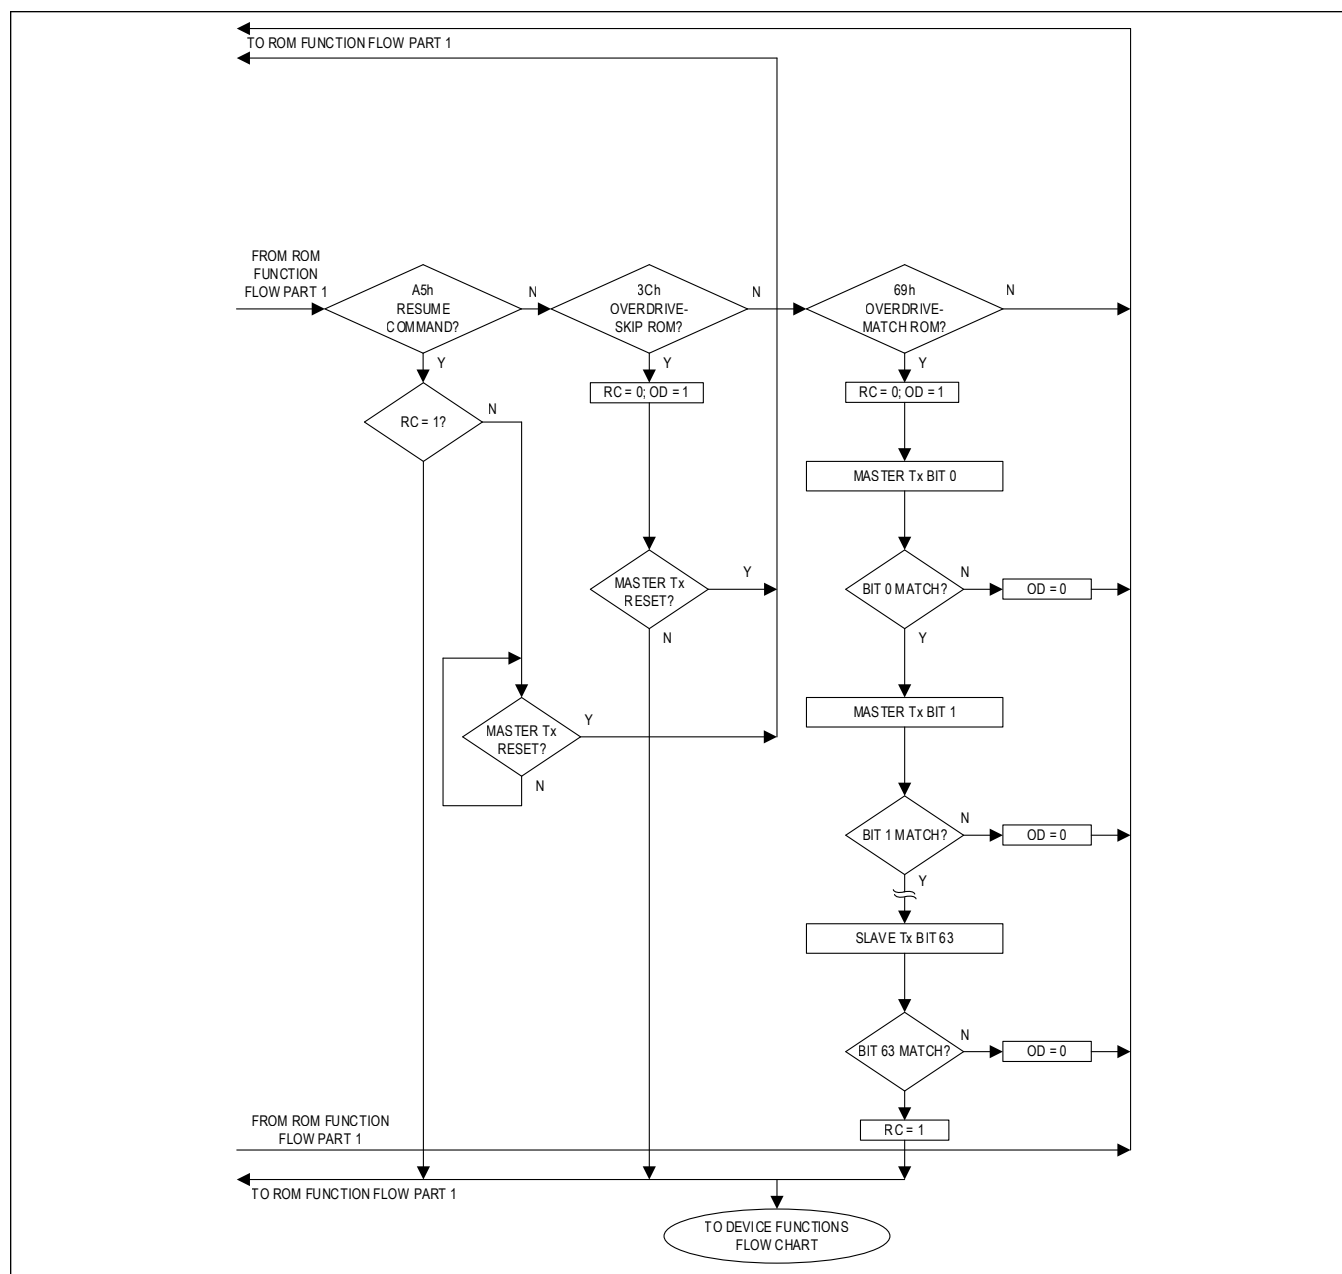 TO ROM FUNCTION FLOW PART 1
FROM ROM
FUNCTION
FLOW PART 1
A5h
RESUME
COMMAND?
N
3Ch
OVERDRIVE-
SKIP ROM?
N
69h
OVERDRIVE-
MATCH ROM?
N
Y
Y
Y
RC = 1?
N
RC = 0; OD = 1
RC = 0; OD = 1
MASTER Tx BIT 0
MASTER Tx
RESET?
Y
N
BIT 0 MATCH?
N
OD = 0
Y
MASTER Tx
RESET?
Y
N
MASTER Tx BIT 1
BIT 1 MATCH?
N
OD = 0
Y
SLAVE Tx BIT 63
BIT 63 MATCH?
N
OD = 0
RC = 1
FROM ROM FUNCTION
FLOW PART 1
TO ROM FUNCTION FLOW PART 1
TO DEVICE FUNCTIONS
FLOW CHART